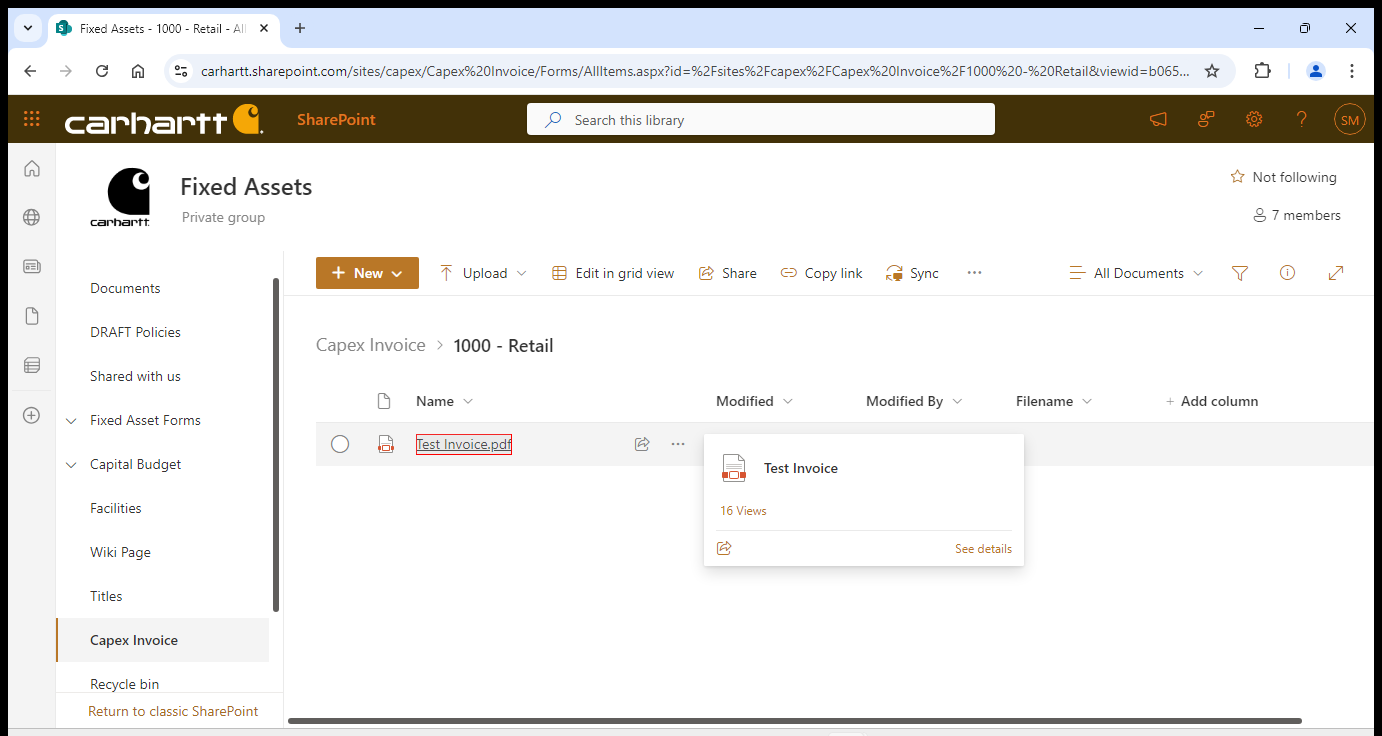 Fixed Assets - 1000 - Retail - All
carhartt.sharepoint.com/sites/capex/Capex%20Invoice/Forms/AllItems.aspx?id=%2Fsites%2Fcapex%2FCapex%20Invoice%2F1000%20-%20Retail&viewid=b065...
carhartt
SharePoint
Search this library
SM
carhartt
Fixed Assets
Private group
Not following
7 members
New
Upload
Edit in grid view
Share
Copy link
Sync
All Documents
Documents
DRAFT Policies
Shared with us
Fixed Asset Forms
Capital Budget
Facilities
Wiki Page
Titles
Capex Invoice
Recycle bin
Return to classic SharePoint
Capex Invoice > 1000 - Retail
Name
Modified
Modified By
Filename
+ Add column
Test Invoice.pdf
Test Invoice
16 Views
See details